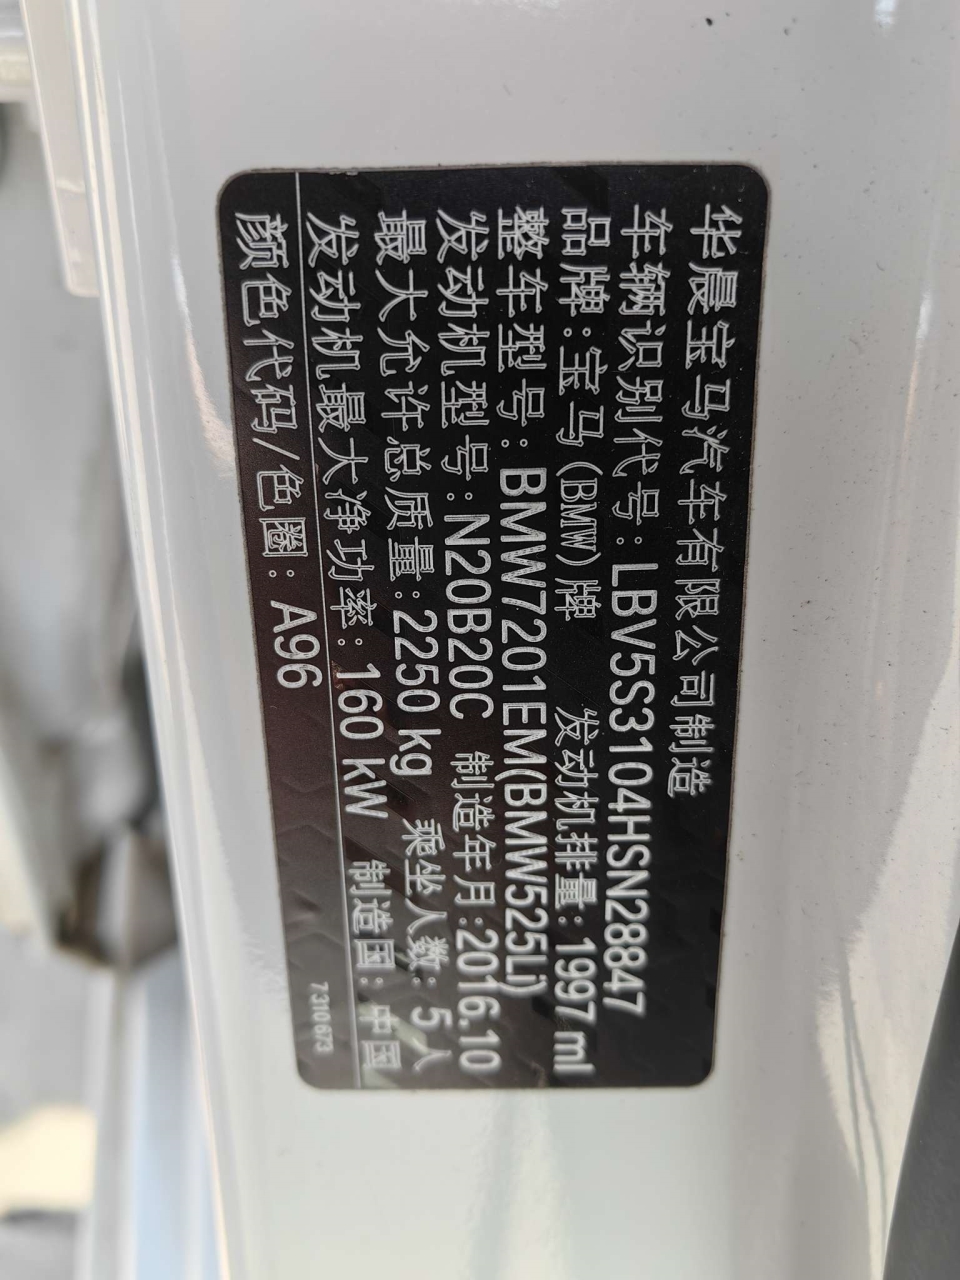 华晨宝马汽车有限公司制造
车辆识别代号：LBV5S3104HSN28847
品牌：宝马（BMW）牌 发动机排量：1997 ml
整车型号：BMW7201EM(BMW525Li)
发动机型号：N20B20C 制造年月：2016.10
最大允许总质量：2250 kg 乘坐人数：5人
发动机最大净功率：160 kW 制造国：中国
颜色代码/色圈：A96
7310673